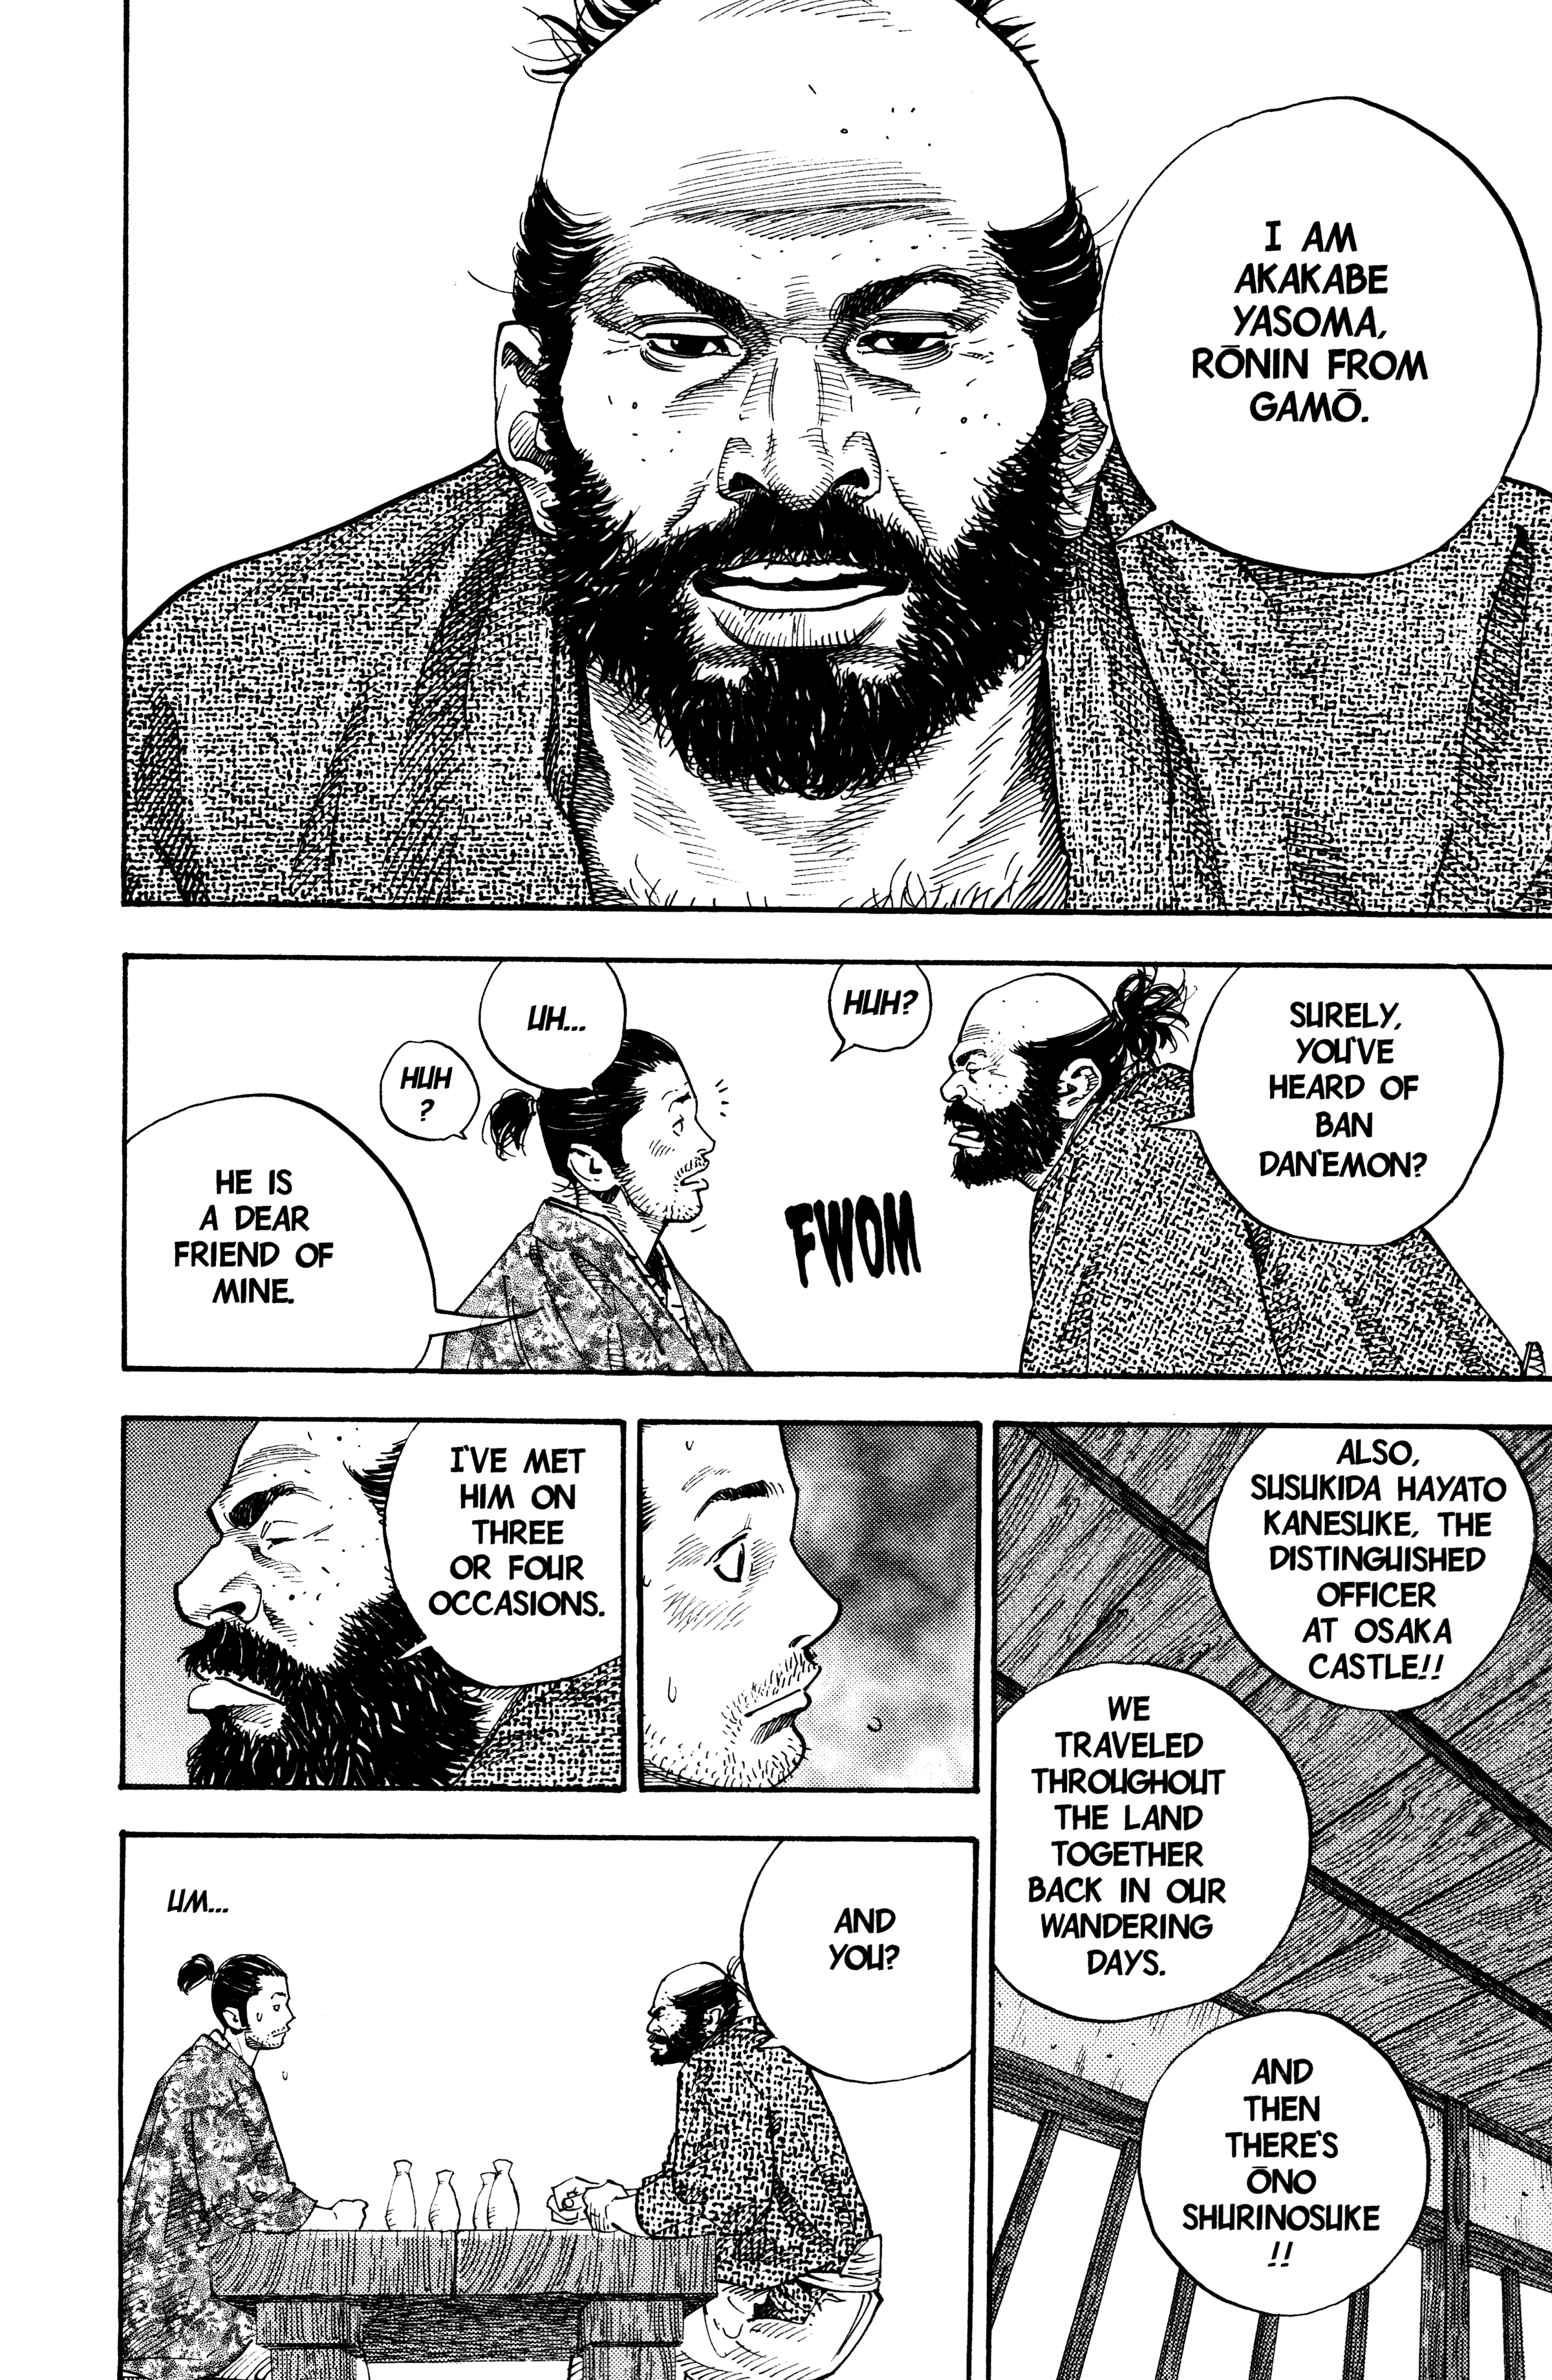 I AM
AKAKABE
YASOMA,
RŌNIN FROM
GAMŌ.
SURELY,
YOU'VE
HEARD OF
BAN
DAN'EMON?
HUH?
FWOM
UH...
HUH
?
HE IS
A DEAR
FRIEND OF
MINE.
ALSO,
SUSUKIDA HAYATO
KANESUKE, THE
DISTINGUISHED
OFFICER
AT OSAKA
CASTLE!!
WE
TRAVELED
THROUGHOUT
THE LAND
TOGETHER
BACK IN OUR
WANDERING
DAYS.
AND
THEN
THERE'S
ŌNO
SHURINOSUKE
!!
I'VE MET
HIM ON
THREE
OR FOUR
OCCASIONS.
AND
YOU?
UM...